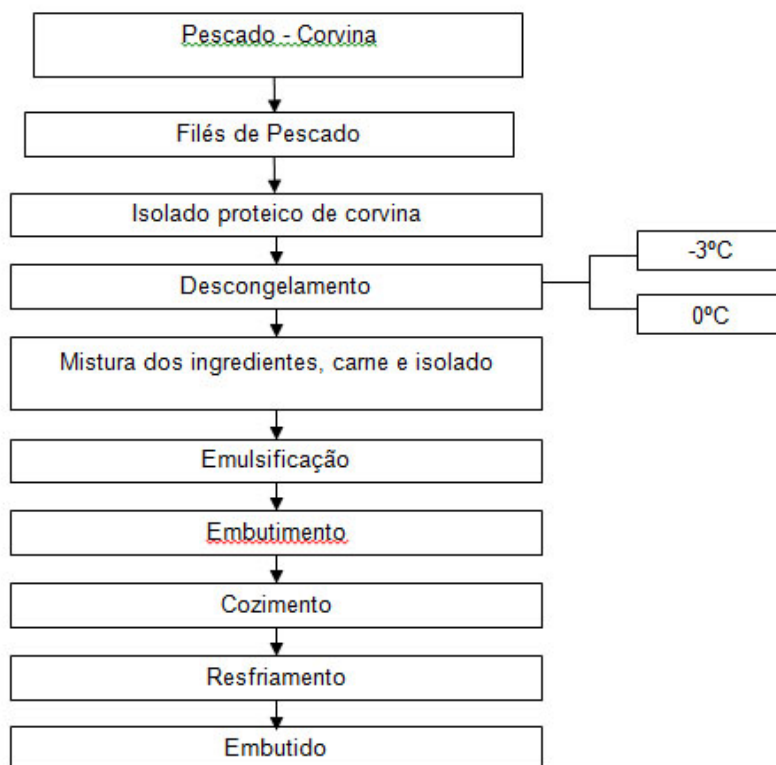 Pescado - Corvina
Filés de Pescado
Isolado proteico de corvina
Descongelamento
-3ºC
0ºC
Mistura dos ingredientes, carne e isolado
Emulsificação
Embutimento
Cozimento
Resfriamento
Embutido